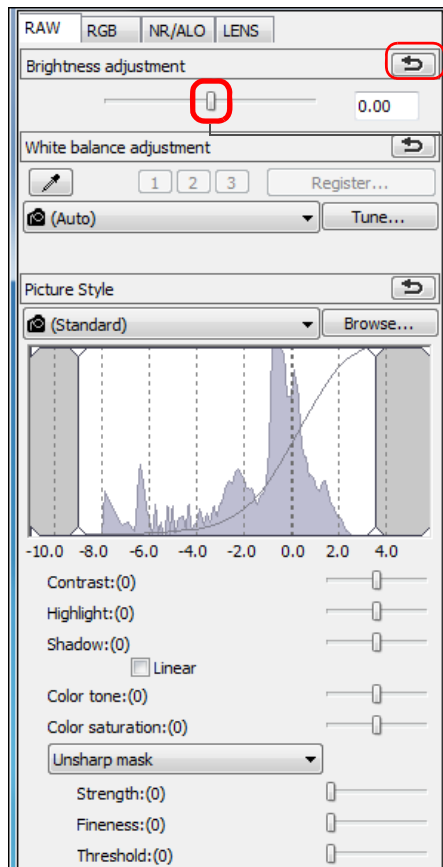 RAW RGB NR/ALO LENS
Brightness adjustment
0.00
White balance adjustment
1 2 3 Register...
(Auto) Tune...
Picture Style
(Standard) Browse...
-10.0 -8.0 -6.0 -4.0 -2.0 0.0 2.0 4.0
Contrast:(0)
Highlight:(0)
Shadow:(0)
Linear
Color tone:(0)
Color saturation:(0)
Unsharp mask
Strength:(0)
Fineness:(0)
Threshold:(0)